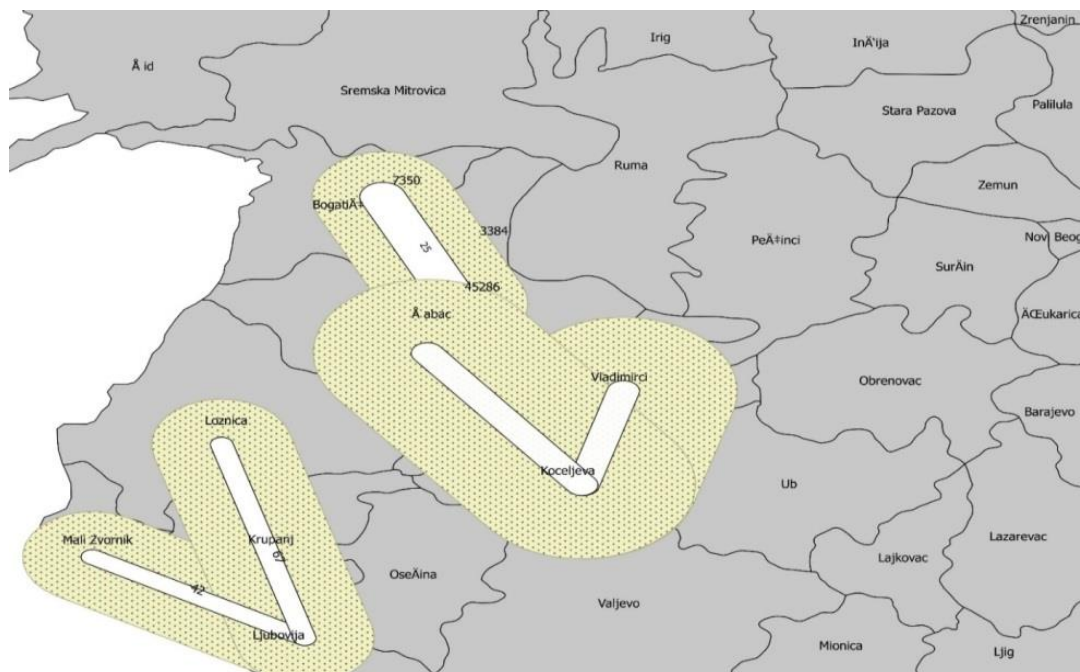 Zrenjanin
Irig
InÄ‘ija
Å id
Sremska Mitrovica
Stara Pazova
Palilula
Ruma
7350
Zemun
BogatiÄ‡
3384
Nov Beog
PeÄ‡inci
25
SurÄin
45286
Å abac
ÄŒukarica
Vladimirci
Obrenovac
Barajevo
Loznica
Koceljeva
Ub
Mali Zvornik
Krupanj
Lazarevac
67
Lajkovac
OseÄina
42
Valjevo
Ljubovija
Mionica
Ljig